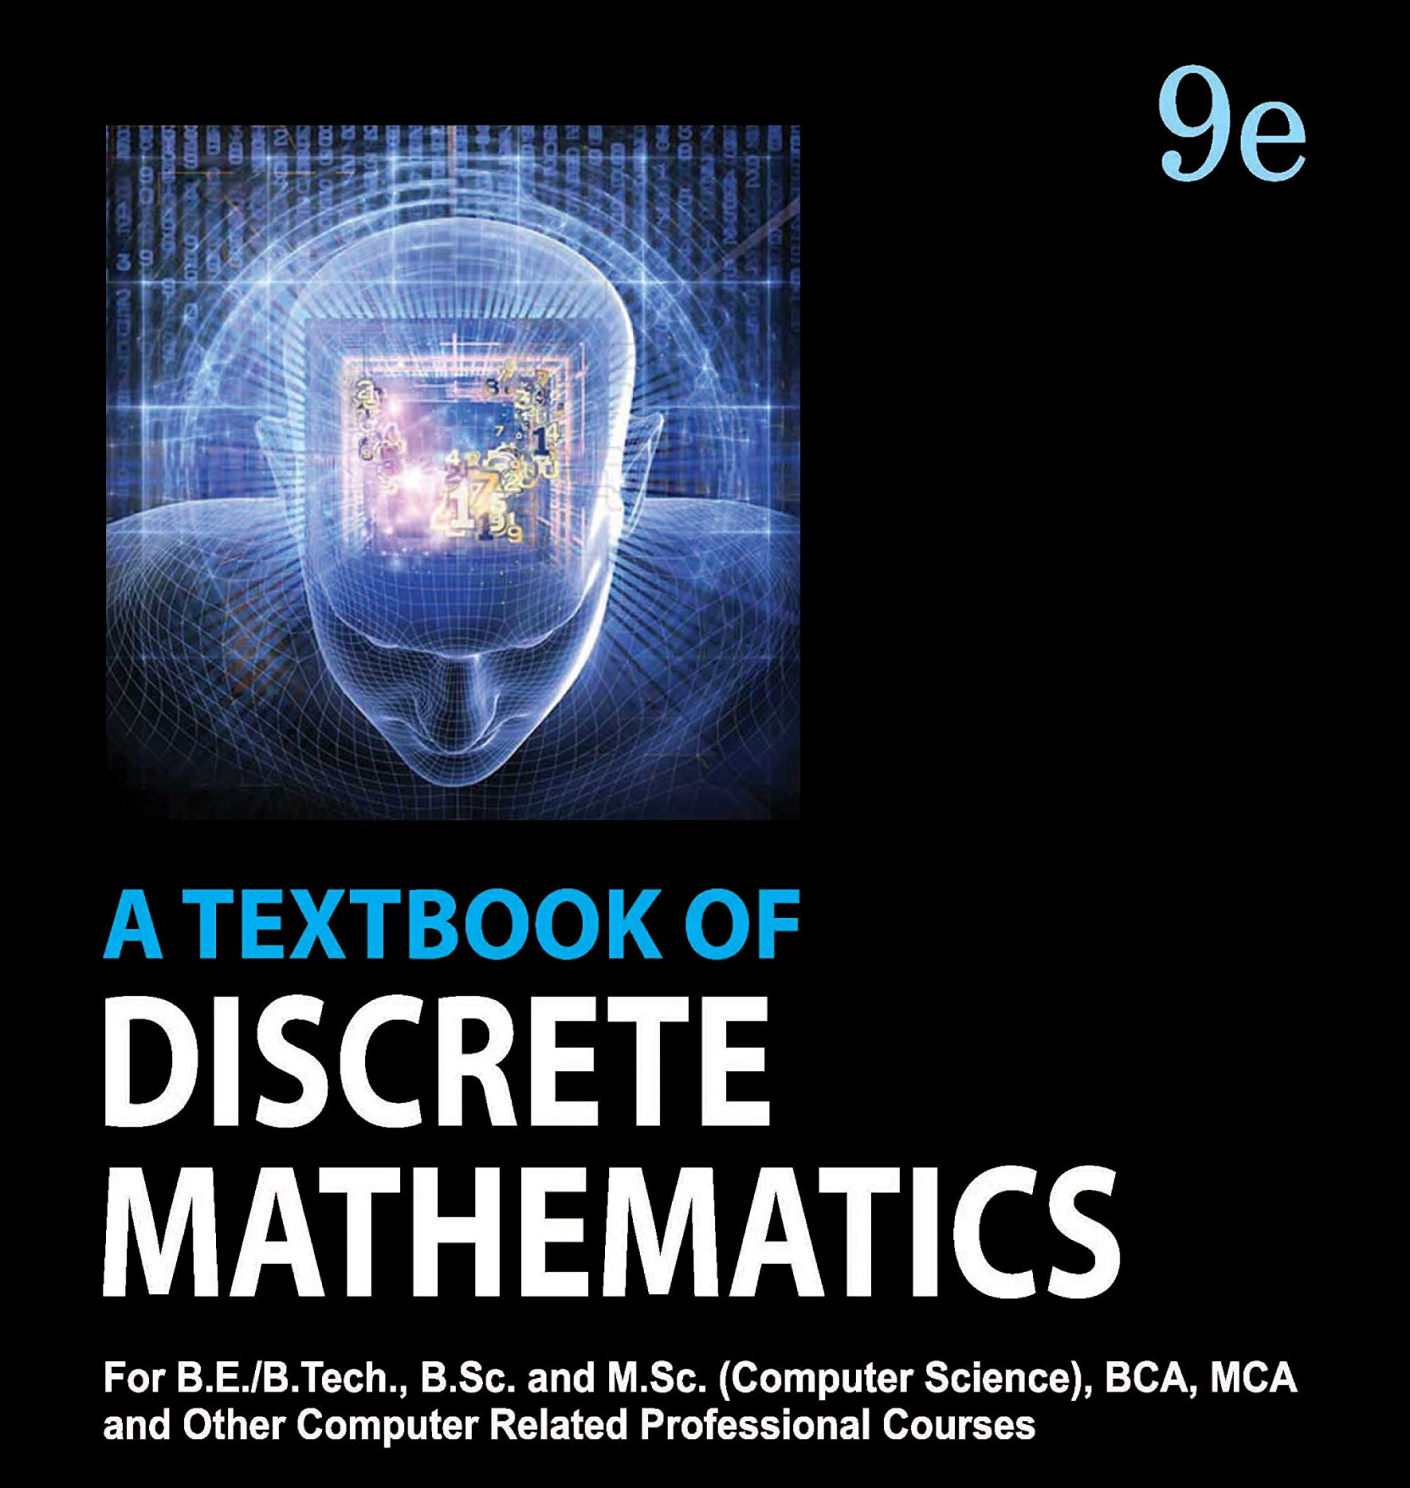 9e
A TEXTBOOK OF
DISCRETE
MATHEMATICS
For B.E./B.Tech., B.Sc. and M.Sc. (Computer Science), BCA, MCA
and Other Computer Related Professional Courses